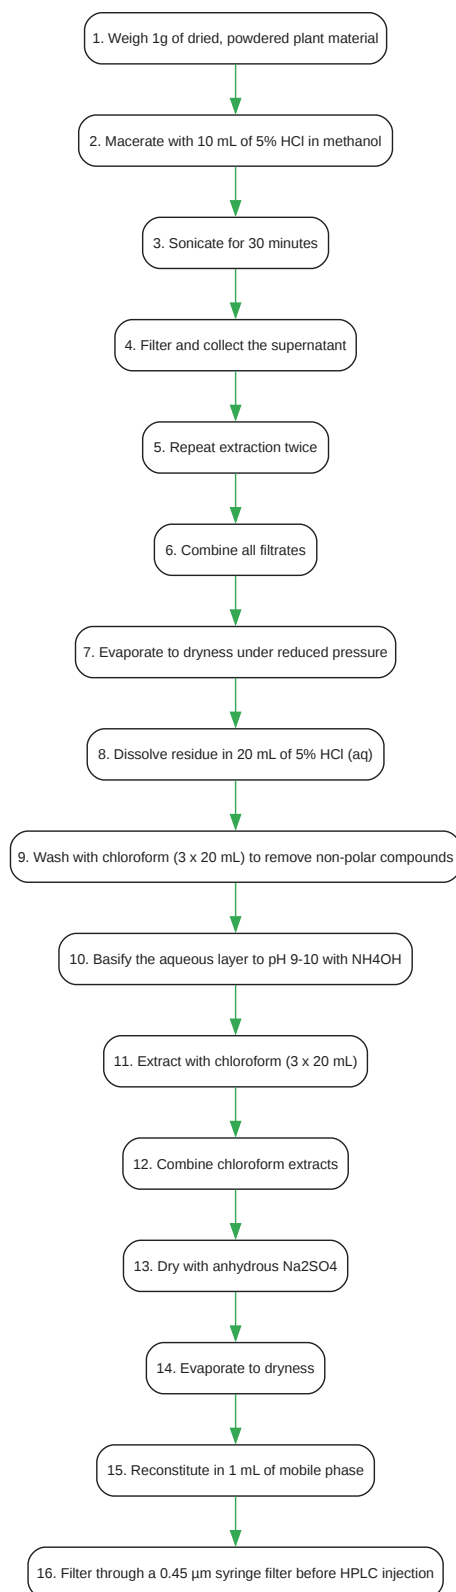 1. Weigh 1g of dried, powdered plant material
2. Macerate with 10 mL of 5% HCl in methanol
3. Sonicate for 30 minutes
4. Filter and collect the supernatant
5. Repeat extraction twice
6. Combine all filtrates
7. Evaporate to dryness under reduced pressure
8. Dissolve residue in 20 mL of 5% HCl (aq)
9. Wash with chloroform (3 x 20 mL) to remove non-polar compounds
10. Basify the aqueous layer to pH 9-10 with NH4OH
11. Extract with chloroform (3 x 20 mL)
12. Combine chloroform extracts
13. Dry with anhydrous Na2SO4
14. Evaporate to dryness
15. Reconstitute in 1 mL of mobile phase
16. Filter through a 0.45 µm syringe filter before HPLC injection